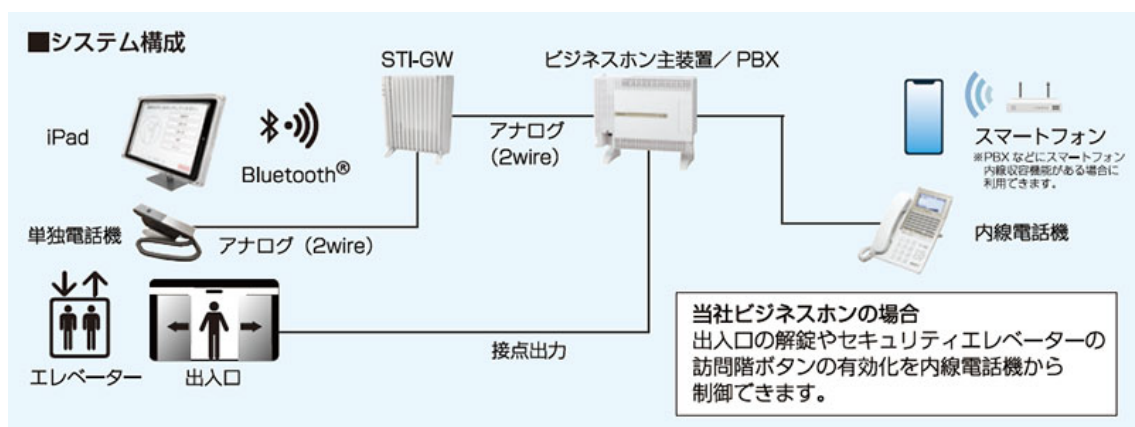 ■システム構成
STI-GW
ビジネスホン主装置／PBX
iPad
Bluetooth®
アナログ
(2wire)
スマートフォン
※PBXなどにスマートフォン
内線収容機能がある場合に
利用できます。
単独電話機
アナログ（2wire）
内線電話機
接点出力
エレベーター
出入口
当社ビジネスホンの場合
出入口の解錠やセキュリティエレベーターの
訪問階ボタンの有効化を内線電話機から
制御できます。